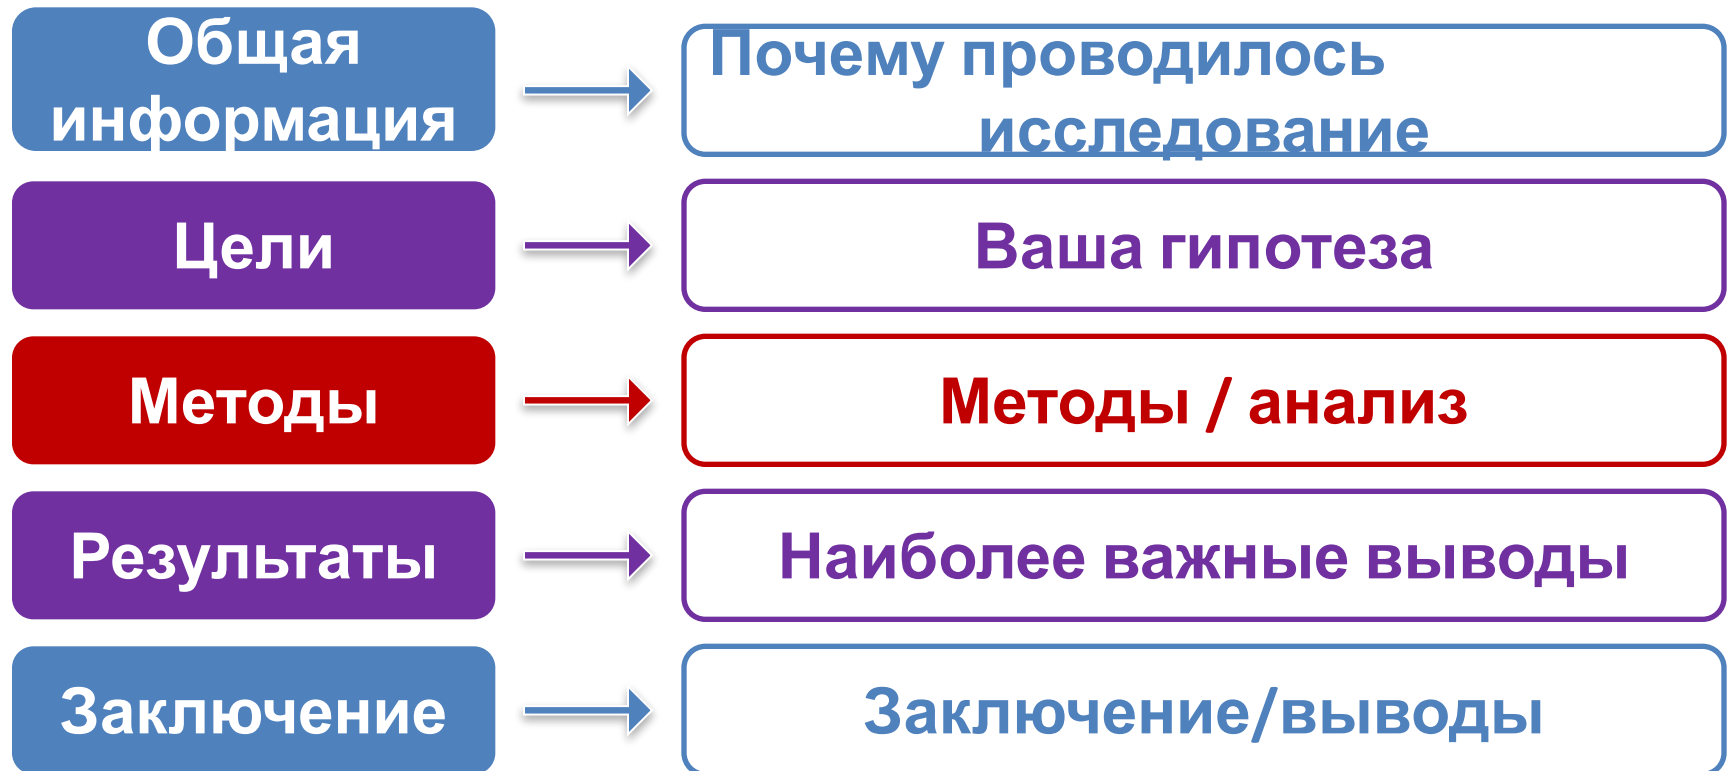 Общая
информация
Почему проводилось
исследование
Цели
Ваша гипотеза
Методы
Методы / анализ
Результаты
Наиболее важные выводы
Заключение
Заключение/выводы